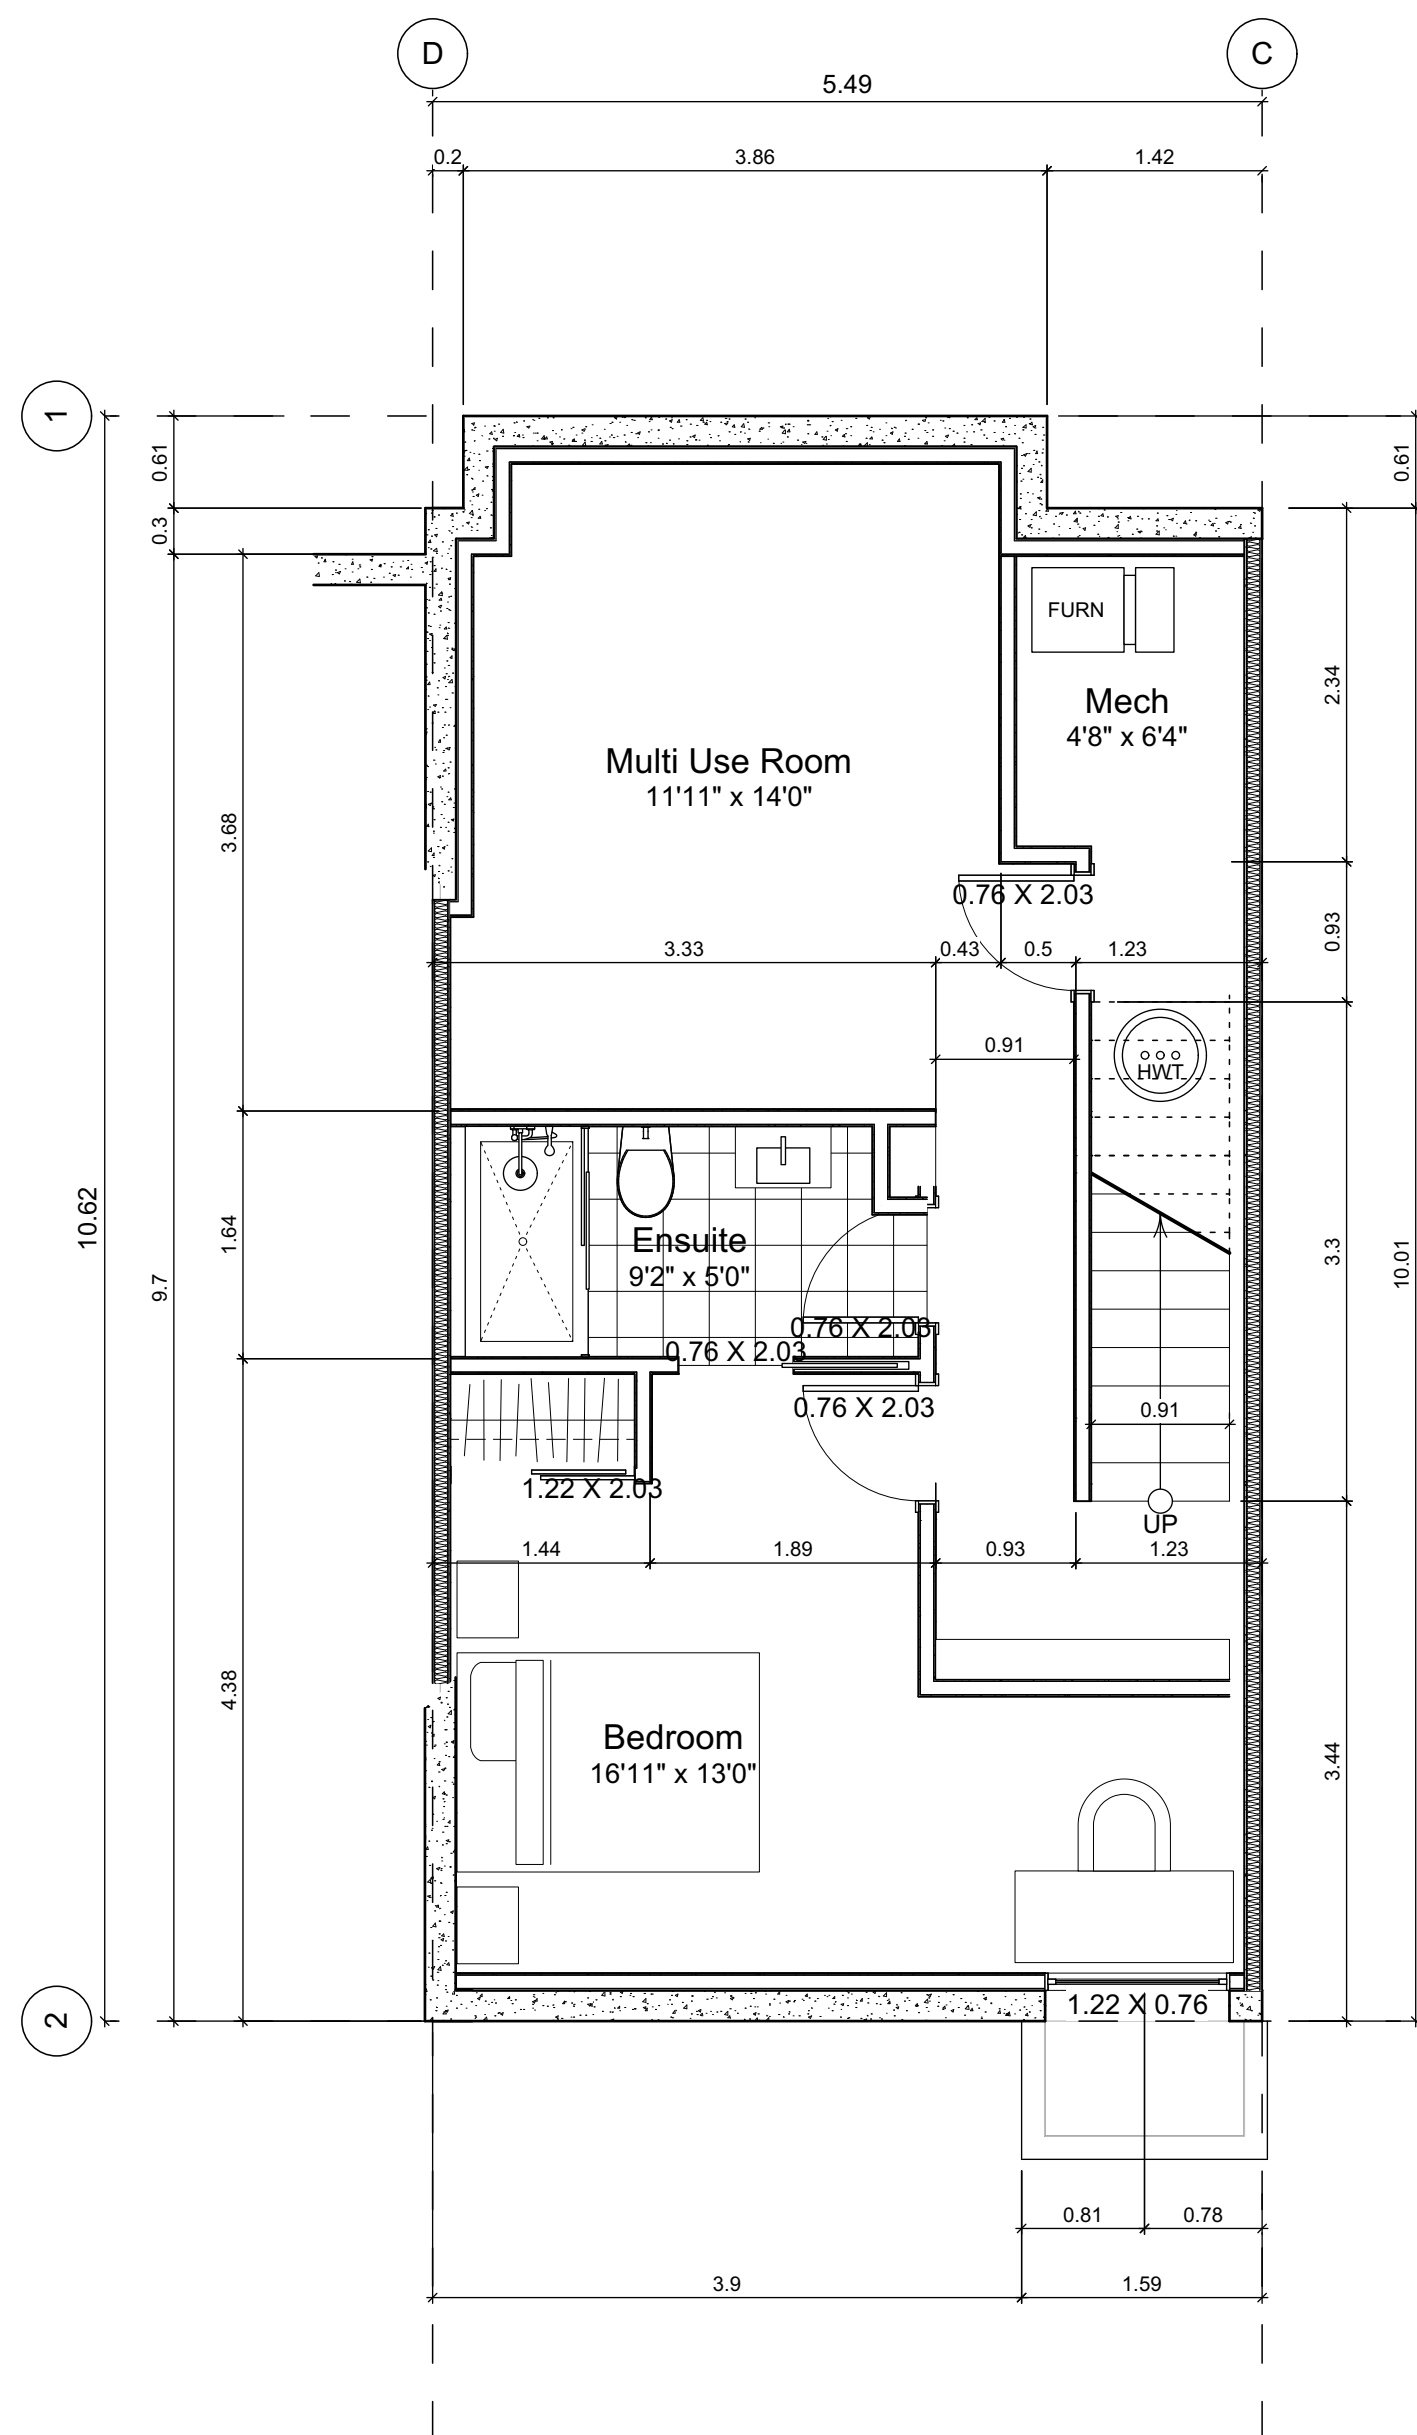 D
C
5.49
0.2
3.86
1.42
1
0.61
0.61
0.3
FURN
2.34
Mech
4'8" x 6'4"
Multi Use Room
11'11" x 14'0"
3.68
0.76 X 2.03
0.93
3.33
0.43
0.5
1.23
0.91
HWT
10.62
1.64
9.7
Ensuite
9'2" x 5'0"
3.3
10.01
0.76 X 2.03
0.76 X 2.03
0.76 X 2.03
0.91
1.22 X 2.03
UP
1.44
1.89
0.93
1.23
4.38
Bedroom
16'11" x 13'0"
3.44
2
1.22 X 0.76
0.81
0.78
3.9
1.59